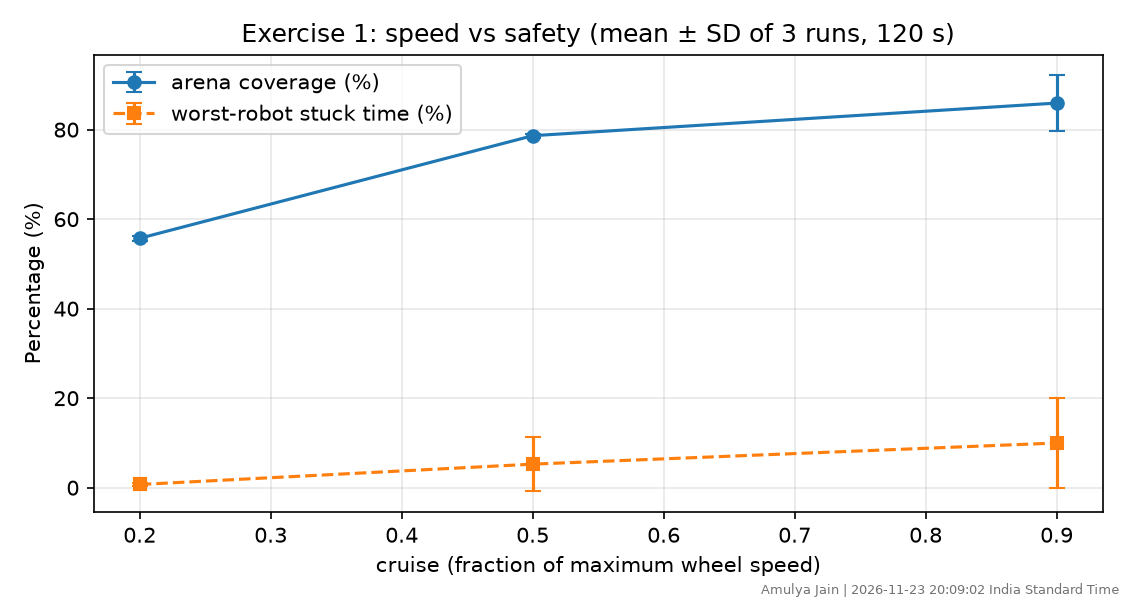 Exercise 1: speed vs safety (mean ± SD of 3 runs, 120 s)
arena coverage (%)
worst-robot stuck time (%)
Percentage (%)
80
60
40
20
0
0.2
0.3
0.4
0.5
0.6
0.7
0.8
0.9
cruise (fraction of maximum wheel speed)
Amulya Jain | 2026-11-23 20:09:02 India Standard Time